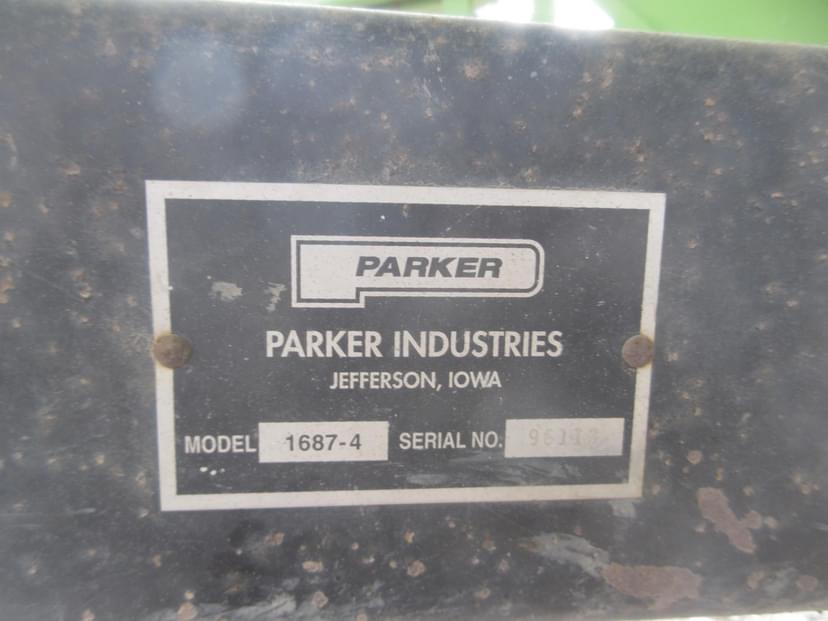 PARKER
PARKER INDUSTRIES
JEFFERSON, IOWA
MODEL 1687-4 SERIAL NO.